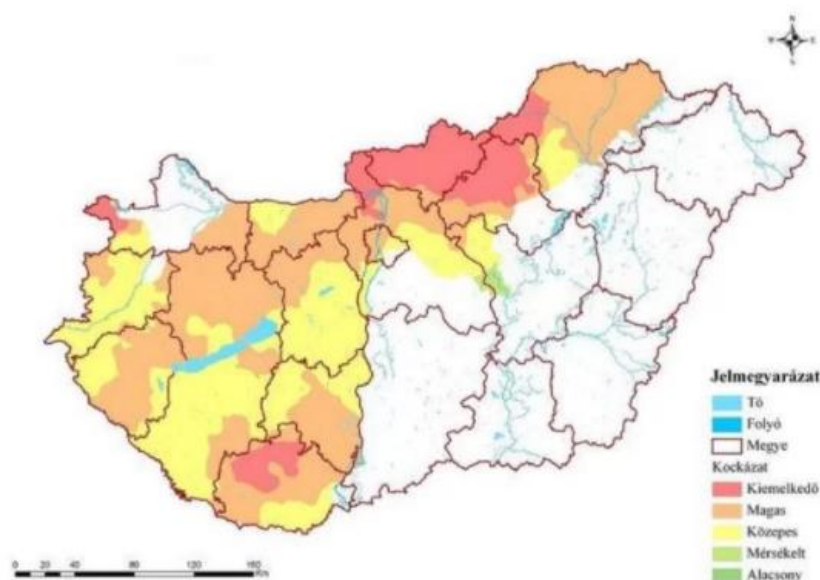 N
W E
S
Jelmegyarázat
Tó
Folyó
Megye
Kockázat
Kiemelkedő
Magas
Közepes
Mérsékelt
Alacsony
0 20 40 80 120 160